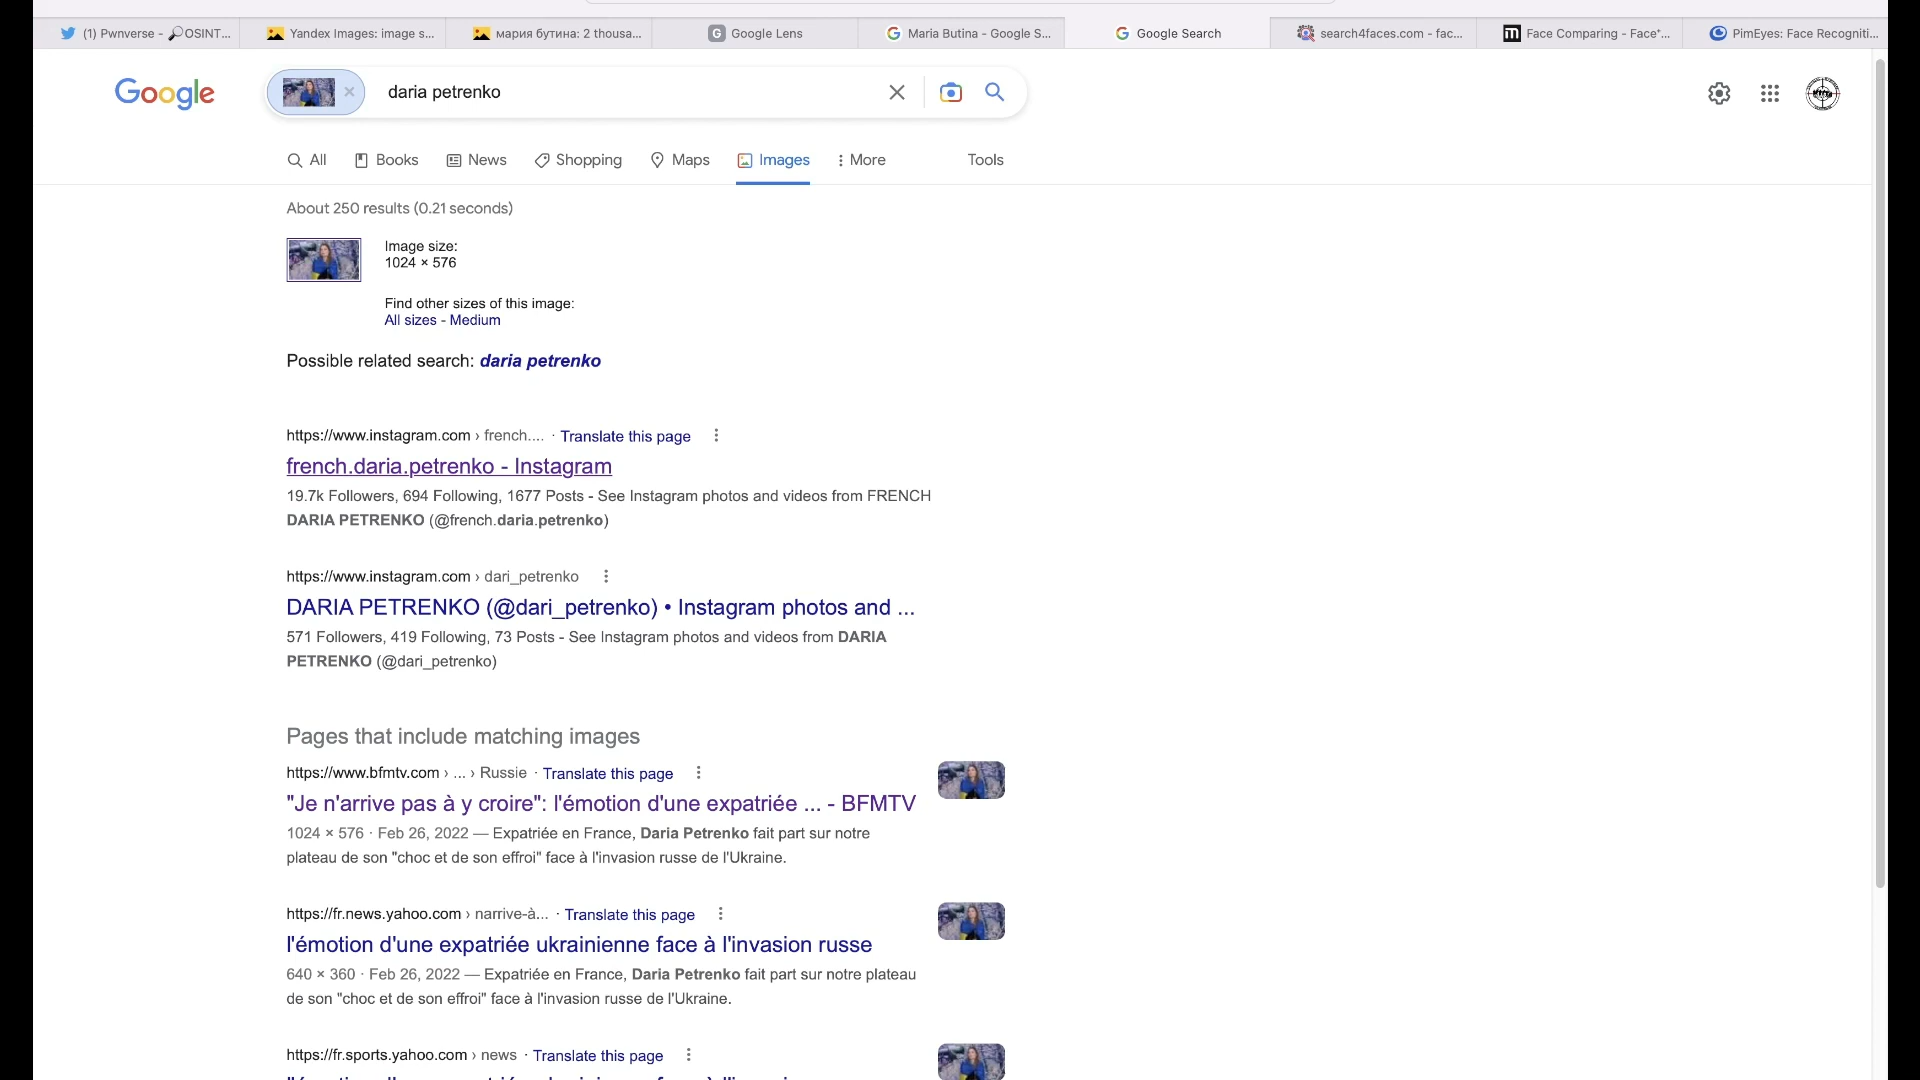 (1) Pwnverse - 🔎OSINT...
Yandex Images: image s...
мария бутина: 2 thousa...
Google Lens
Maria Butina - Google S...
Google Search
search4faces.com - fac...
Face Comparing - Face⁺...
PimEyes: Face Recogniti...
Google
daria petrenko
All
Books
News
Shopping
Maps
Images
More
Tools
About 250 results (0.21 seconds)
Image size:
1024 × 576
Find other sizes of this image:
All sizes - Medium
Possible related search: daria petrenko
https://www.instagram.com › french.... · Translate this page
french.daria.petrenko - Instagram
19.7k Followers, 694 Following, 1677 Posts - See Instagram photos and videos from FRENCH
DARIA PETRENKO (@french.daria.petrenko)
https://www.instagram.com › dari_petrenko
DARIA PETRENKO (@dari_petrenko) • Instagram photos and ...
571 Followers, 419 Following, 73 Posts - See Instagram photos and videos from DARIA
PETRENKO (@dari_petrenko)
Pages that include matching images
https://www.bfmtv.com › ... › Russie · Translate this page
"Je n'arrive pas à y croire": l'émotion d'une expatriée ... - BFMTV
1024 × 576 · Feb 26, 2022 — Expatriée en France, Daria Petrenko fait part sur notre
plateau de son "choc et de son effroi" face à l'invasion russe de l'Ukraine.
https://fr.news.yahoo.com › narrive-à... · Translate this page
l'émotion d'une expatriée ukrainienne face à l'invasion russe
640 × 360 · Feb 26, 2022 — Expatriée en France, Daria Petrenko fait part sur notre plateau
de son "choc et de son effroi" face à l'invasion russe de l'Ukraine.
https://fr.sports.yahoo.com › news · Translate this page